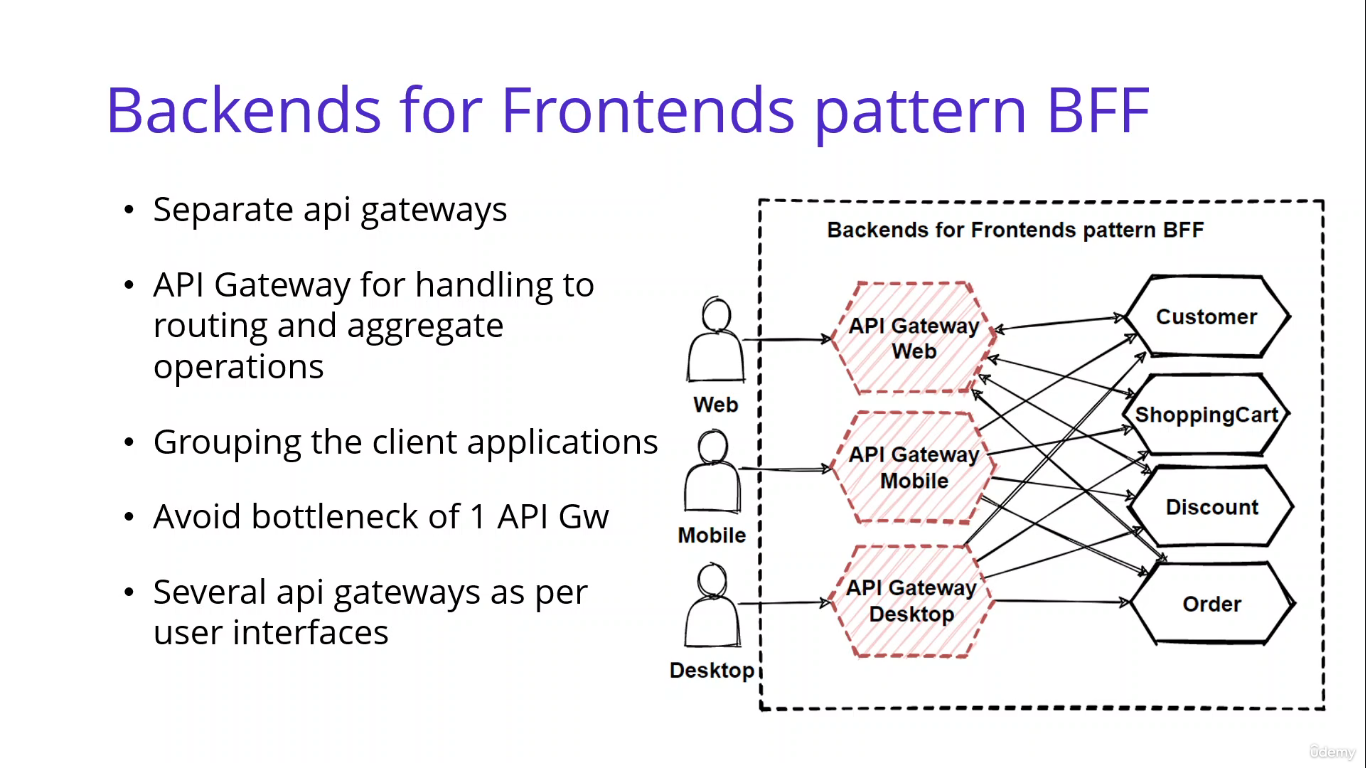 Backends for Frontends pattern BFF
• Separate api gateways
• API Gateway for handling to
routing and aggregate
operations
• Grouping the client applications
• Avoid bottleneck of 1 API Gw
• Several api gateways as per
user interfaces
Backends for Frontends pattern BFF
Web
Mobile
Desktop
API Gateway
Web
API Gateway
Mobile
API Gateway
Desktop
Customer
ShoppingCart
Discount
Order
ûdemy